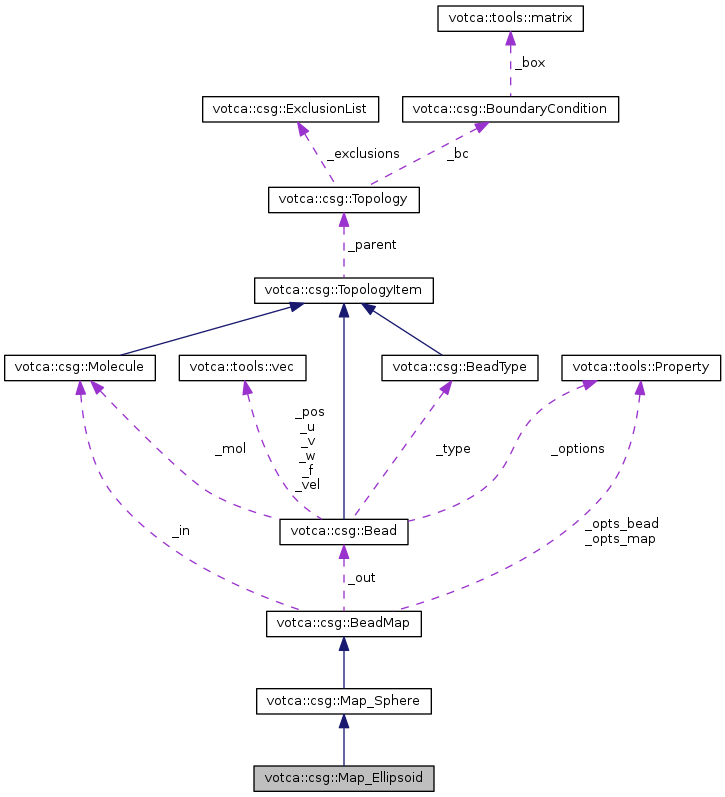 votca::tools::matrix
_box
votca::csg::ExclusionList
votca::csg::BoundaryCondition
_exclusions
_bc
votca::csg::Topology
_parent
votca::csg::TopologyItem
votca::csg::Molecule
votca::tools::vec
votca::csg::BeadType
votca::tools::Property
_mol
_pos
_u
_v
_w
_f
_vel
_type
_options
votca::csg::Bead
_in
_out
_opts_bead
_opts_map
votca::csg::BeadMap
votca::csg::Map_Sphere
votca::csg::Map_Ellipsoid